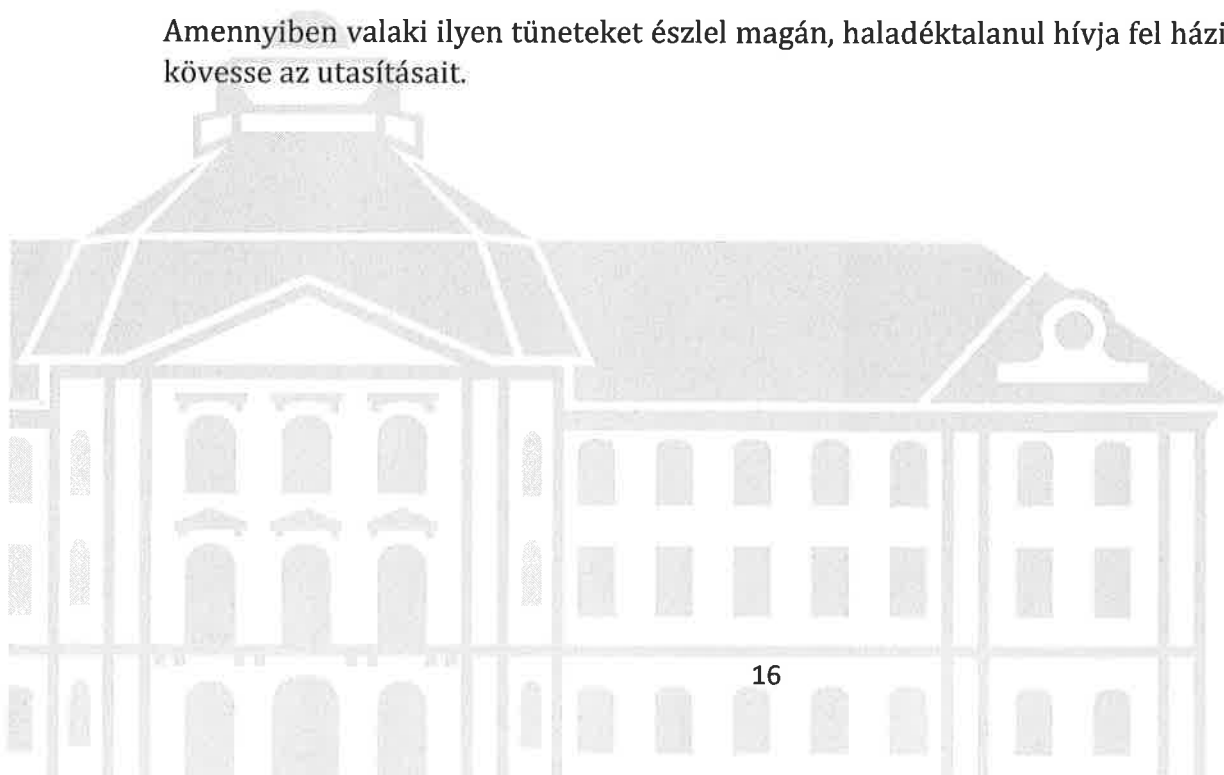 Amennyiben valaki ilyen tüneteket észlel magán, haladéktalanul hívja fel házi
kövesse az utasításait.
16